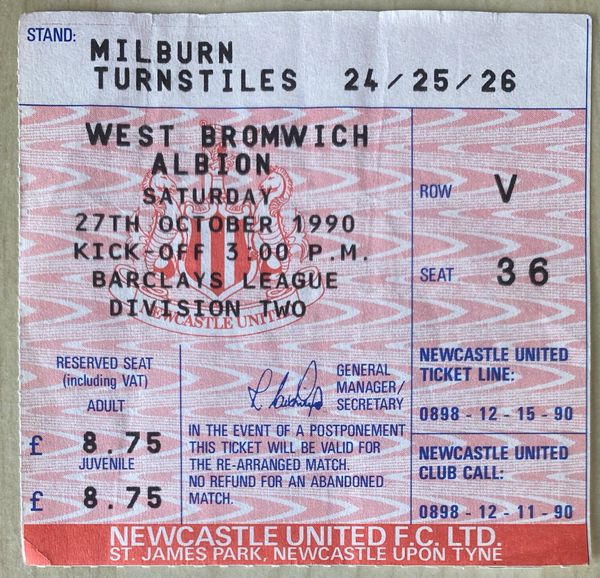 STAND:
MILBURN
TURNSTILES 24/25/26
WEST BROMWICH
ALBION
SATURDAY
27TH OCTOBER 1990
KICK OFF 3:00 P.M.
BARCLAYS LEAGUE
DIVISION TWO
NEWCASTLE UNITED
ROW V
SEAT 36
RESERVED SEAT
(including VAT)
ADULT
£ 8.75
JUVENILE
£ 8.75
GENERAL
MANAGER/
SECRETARY
IN THE EVENT OF A POSTPONEMENT
THIS TICKET WILL BE VALID FOR
THE RE-ARRANGED MATCH.
NO REFUND FOR AN ABANDONED
MATCH.
NEWCASTLE UNITED
TICKET LINE:
0898 - 12 - 15 - 90
NEWCASTLE UNITED
CLUB CALL:
0898 - 12 - 11 - 90
NEWCASTLE UNITED F.C. LTD.
ST. JAMES PARK, NEWCASTLE UPON TYNE